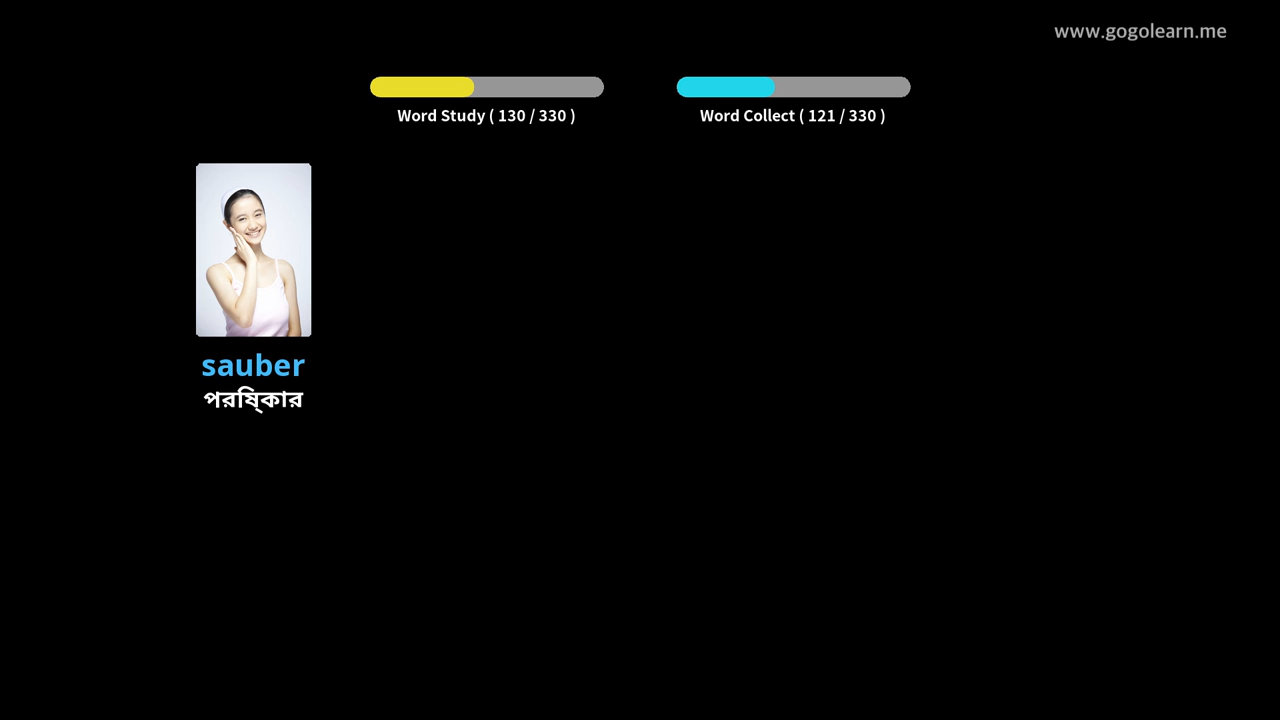 www.gogolearn.me
Word Study ( 130 / 330 )
Word Collect ( 121 / 330 )
sauber
পরিষ্কার